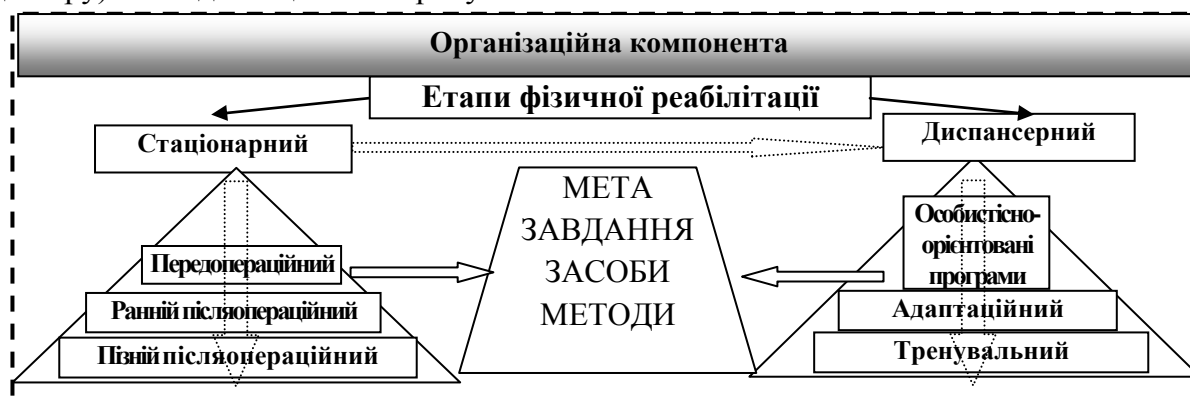 Організаційна компонента
Етапи фізичної реабілітації
Стаціонарний
Диспансерний
Передопераційний
Ранній післяопераційний
Пізній післяопераційний
МЕТА
ЗАВДАННЯ
ЗАСОБИ
МЕТОДИ
Особистісно-
орієнтовані
програми
Адаптаційний
Тренувальний